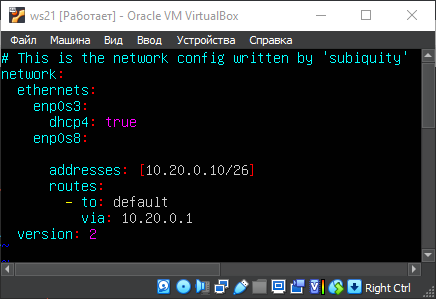 ws21 [Работает] - Oracle VM VirtualBox
Файл Машина Вид Ввод Устройства Справка
# This is the network config written by 'subiquity'
network:
  ethernets:
    enp0s3:
      dhcp4: true
    enp0s8:
      addresses: [10.20.0.10/26]
      routes:
        - to: default
          via: 10.20.0.1
  version: 2
~
~
Right Ctrl